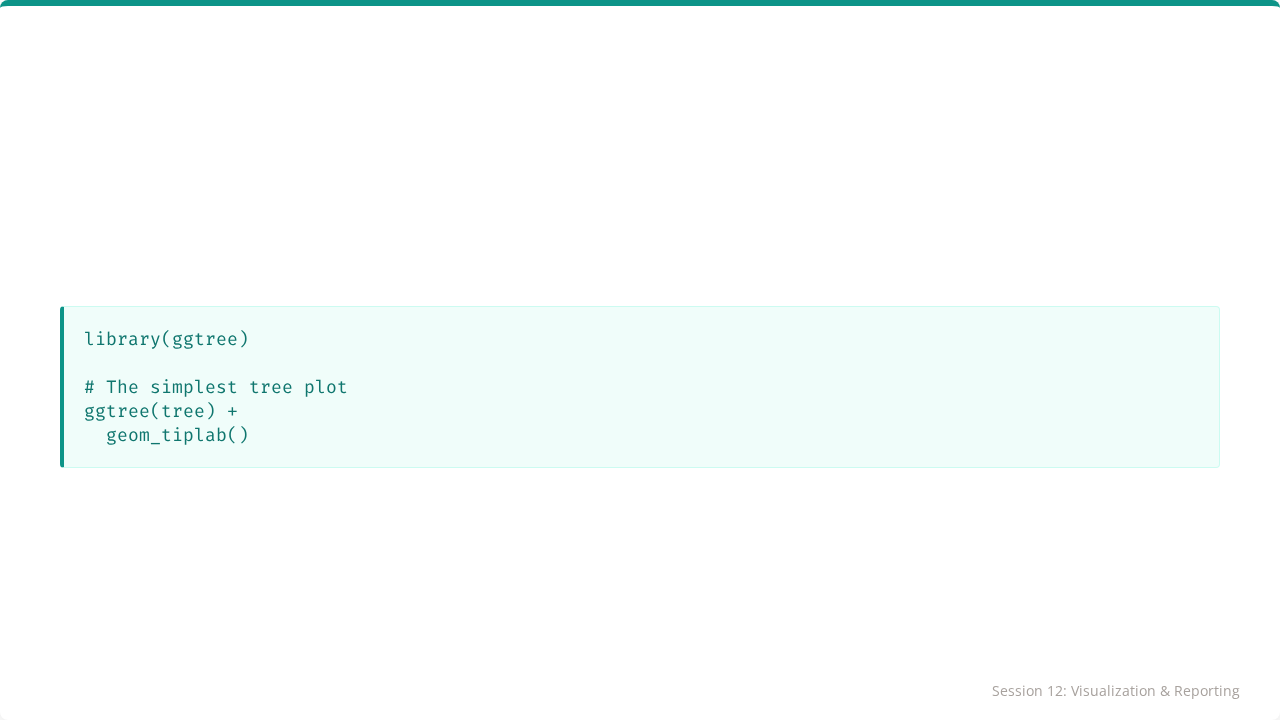 library(ggtree)

# The simplest tree plot
ggtree(tree) +
  geom_tiplab()
Session 12: Visualization & Reporting